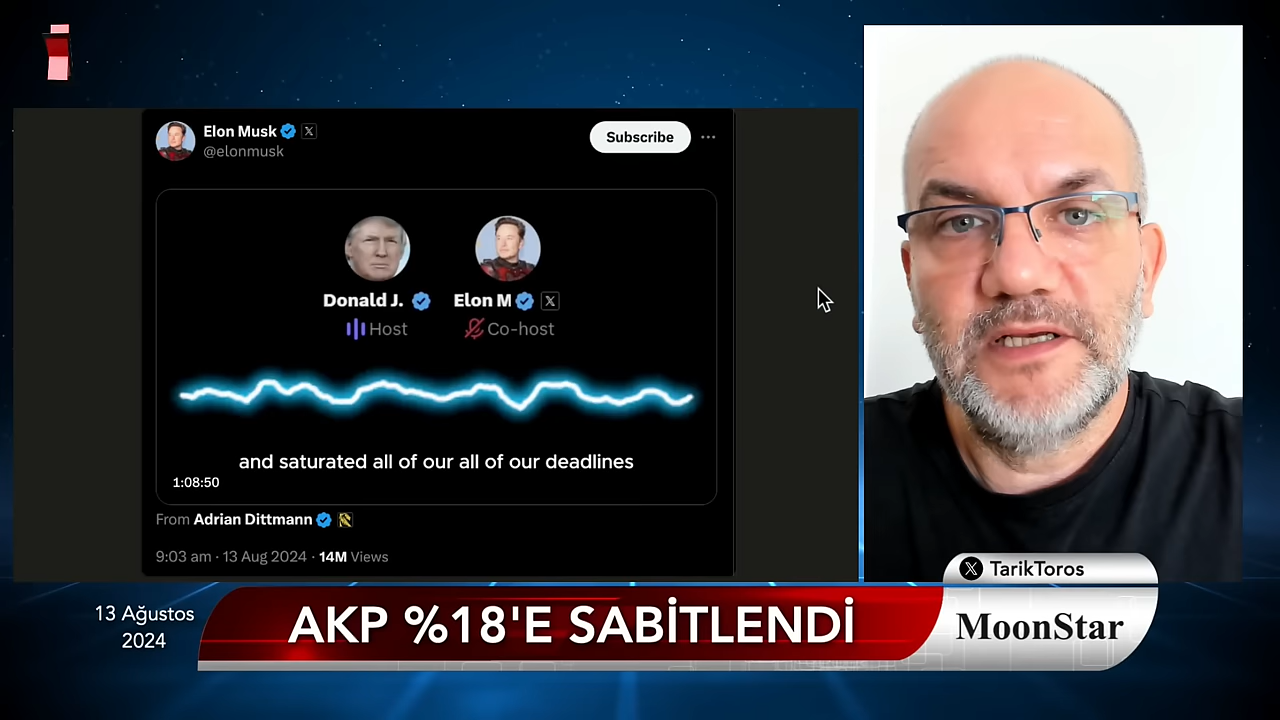 Elon Musk
@elonmusk
Subscribe
Donald J.
Elon M
Host
Co-host
and saturated all of our all of our deadlines
1:08:50
From Adrian Dittmann
9:03 am · 13 Aug 2024 · 14M Views
X TarikToros
13 Ağustos
2024
AKP %18'E SABİTLENDİ
MoonStar